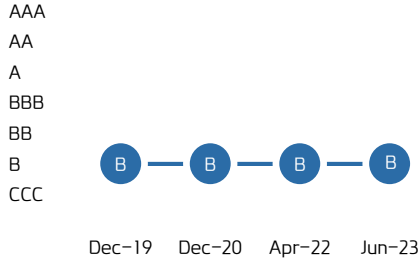 AAA
AA
A
BBB
BB
B B B B B
CCC
Dec-19 Dec-20 Apr-22 Jun-23